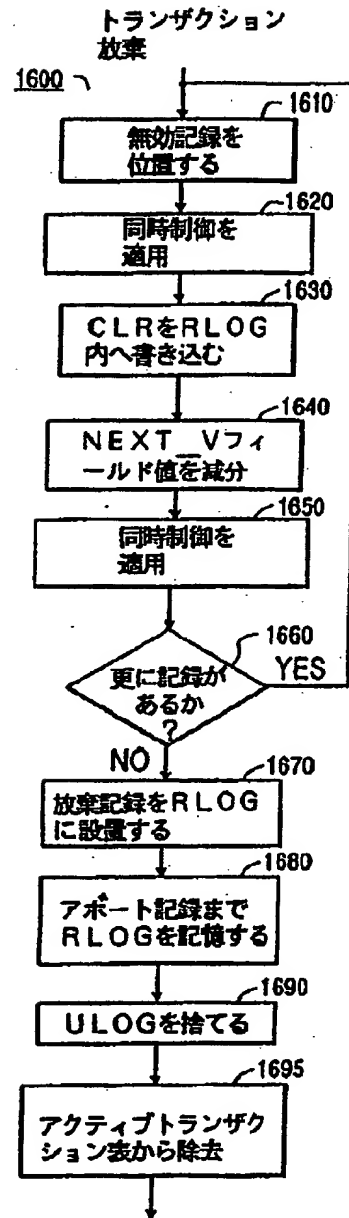 トランザクション
放棄
1600
1610
無効記録を
位置する
1620
同時制御を
適用
1630
CLRをRLOG
内へ書き込む
1640
NEXT_Vフィ
ールド値を減分
1650
同時制御を
適用
1660
更に記録が
あるか
?
YES
NO
1670
放棄記録をRLOG
に設置する
1680
アボート記録まで
RLOGを記憶する
1690
ULOGを捨てる
1695
アクティブトランザク
ション表から除去